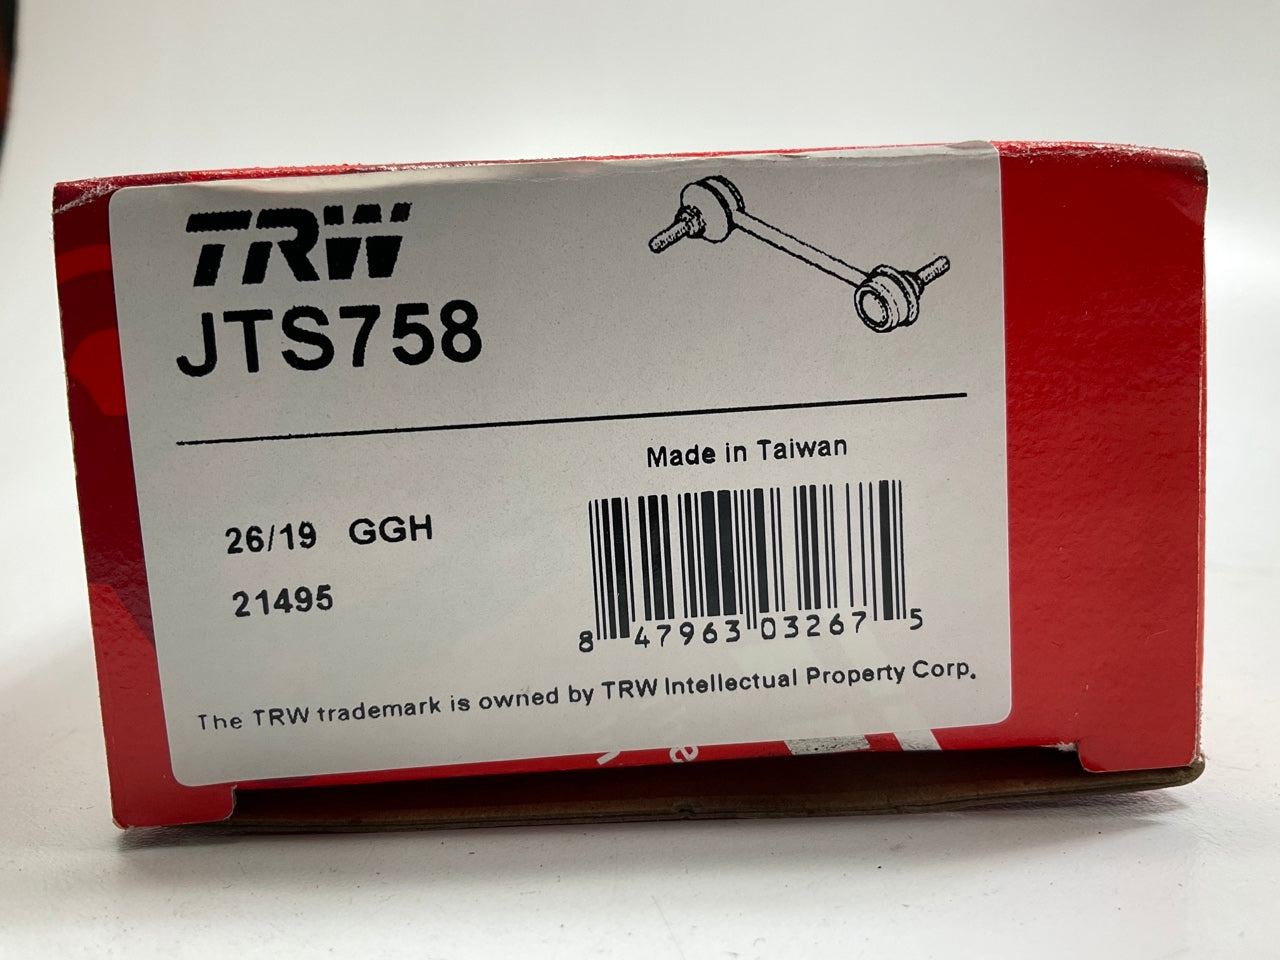 TRW
JTS758
Made in Taiwan
26/19 GGH
21495
8 47963 03267 5
The TRW trademark is owned by TRW Intellectual Property Corp.